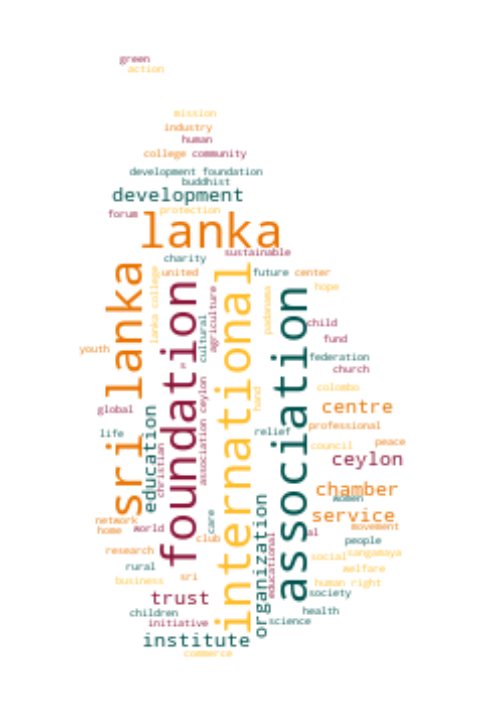 green
action
mission
industry
human
college community
development foundation
buddhist
development
protection
forum
lanka
sustainable
charity
united
future center
sri lanka
lanka college
foundation
cultural
agriculture
international
padanama
association
hope
child
fund
federation
church
youth
colombo
global
centre
professional
life
education
christian
association ceylon
hand
relief
council
peace
ceylon
chamber
women
service
movement
network
home
world
care
club
organization
educational
al
people
research
social
sangamaya
rural
welfare
business
sri
human right
trust
society
children
health
initiative
science
institute
commerce